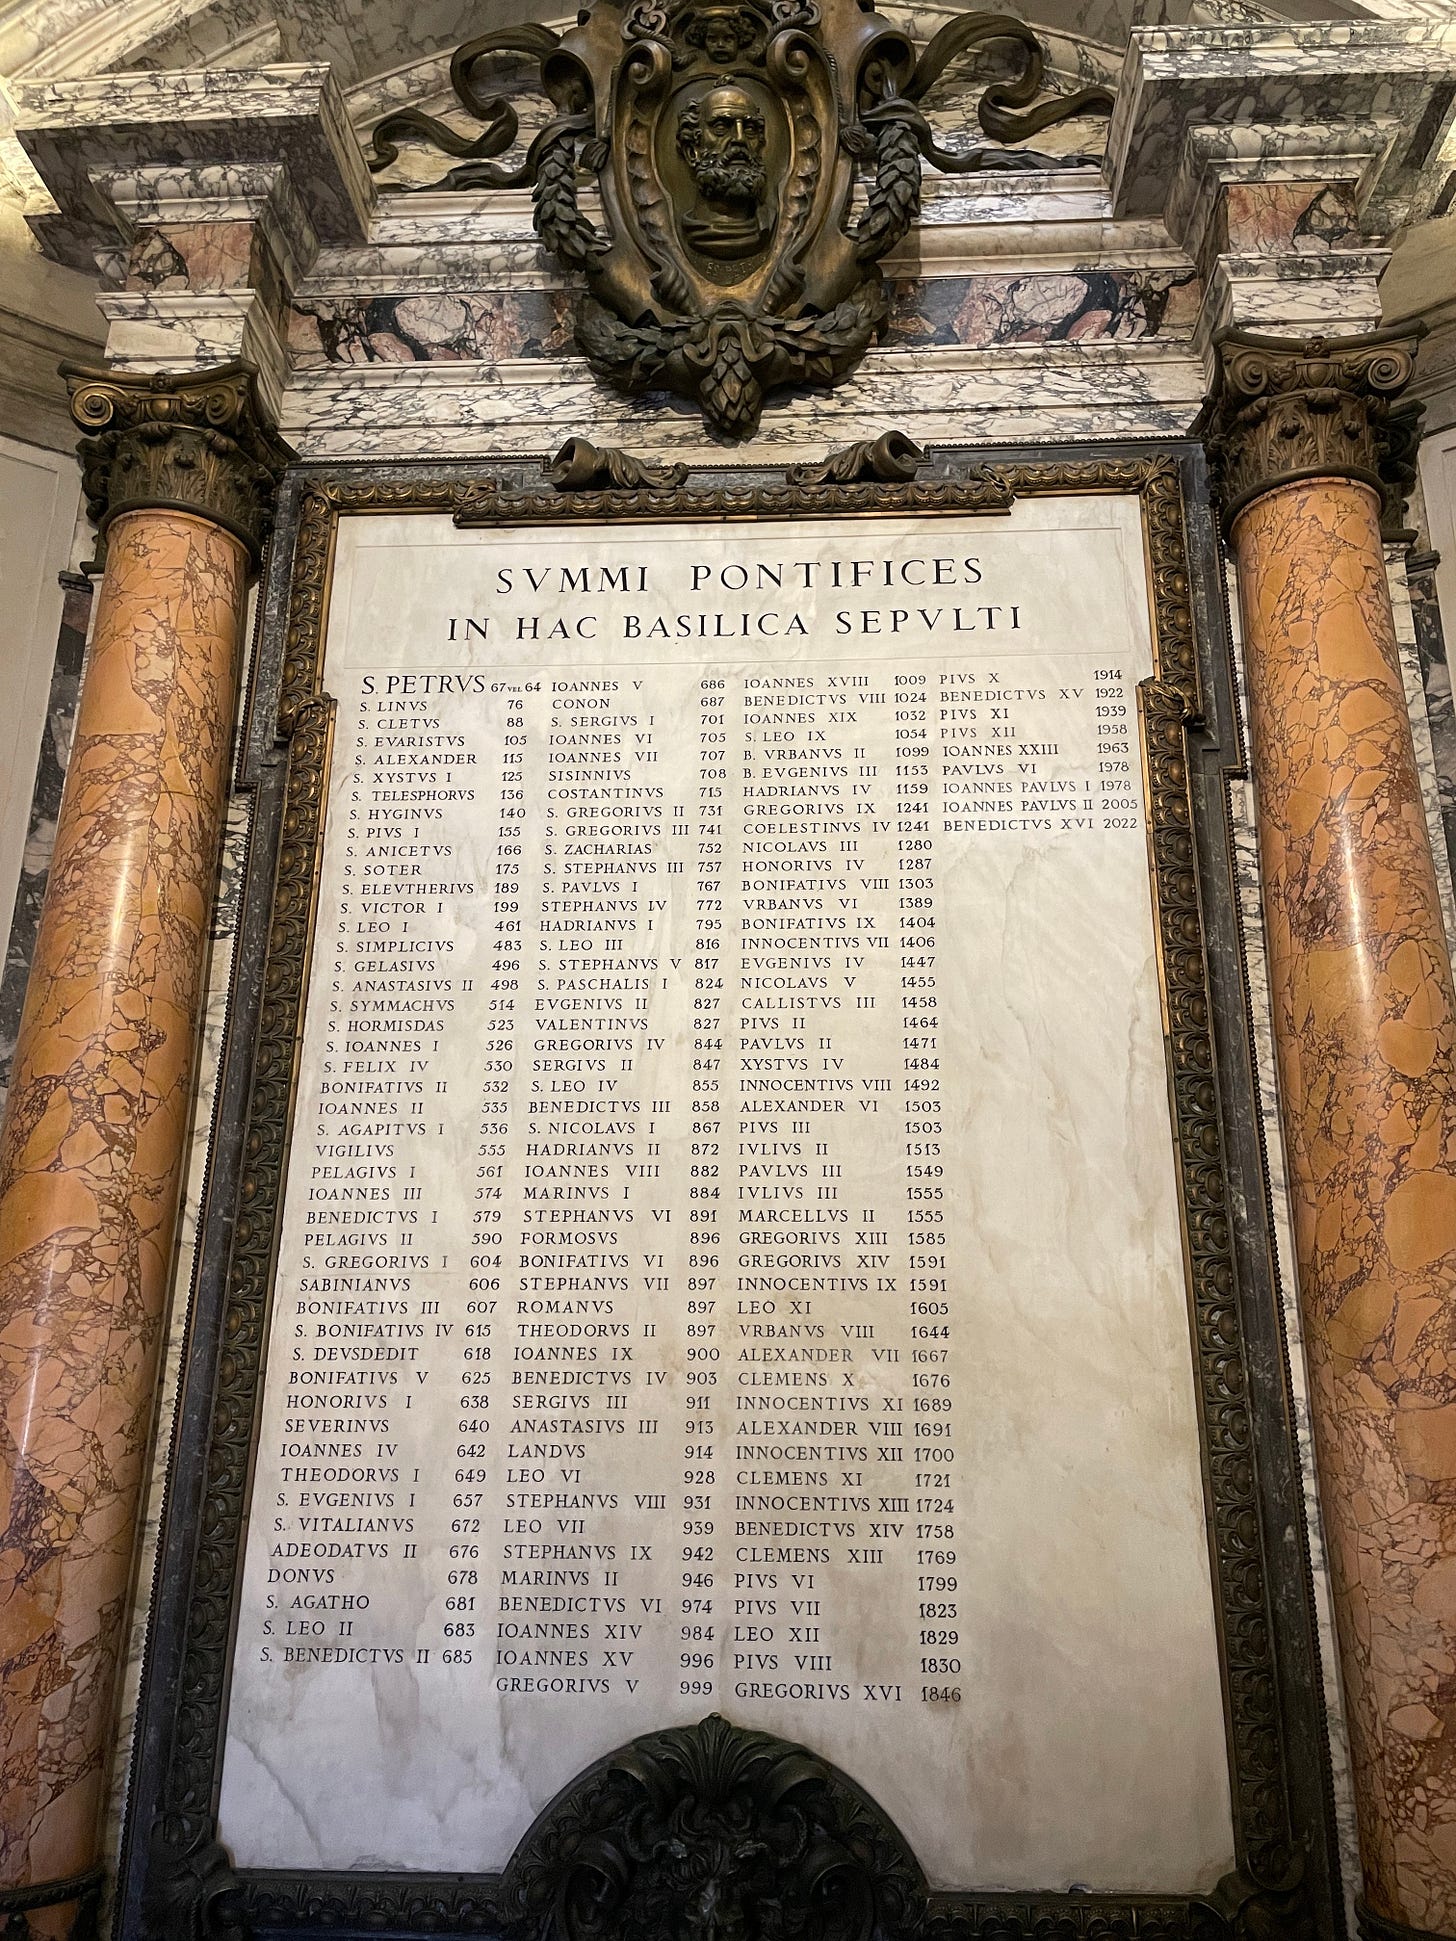 SVMMI PONTIFICES
IN HAC BASILICA SEPVLTI
S. PETRVS 67 VEL 64
S. LINVS 76
S. CLETVS 88
S. EVARISTVS 105
S. ALEXANDER 115
S. XYSTVS I 125
S. TELESPHORVS 136
S. HYGINVS 140
S. PIVS I 155
S. ANICETVS 166
S. SOTER 175
S. ELEVTHERIVS 189
S. VICTOR I 199
S. LEO I 461
S. SIMPLICIVS 483
S. GELASIVS 496
S. ANASTASIVS II 498
S. SYMMACHVS 514
S. HORMISDAS 523
S. IOANNES I 526
S. FELIX IV 530
BONIFATIVS II 532
IOANNES II 535
S. AGAPITVS I 536
VIGILIVS 555
PELAGIVS I 561
IOANNES III 574
BENEDICTVS I 579
PELAGIVS II 590
S. GREGORIVS I 604
SABINIANVS 606
BONIFATIVS III 607
S. BONIFATIVS IV 615
S. DEVSDEDIT 618
BONIFATIVS V 625
HONORIVS I 638
SEVERINVS 640
IOANNES IV 642
THEODORVS I 649
S. EVGENIVS I 657
S. VITALIANVS 672
ADEODATVS II 676
DONVS 678
S. AGATHO 681
S. LEO II 683
S. BENEDICTVS II 685
IOANNES V 686
CONON 687
S. SERGIVS I 701
IOANNES VI 705
IOANNES VII 707
SISINNIVS 708
COSTANTINVS 715
S. GREGORIVS II 731
S. GREGORIVS III 741
S. ZACHARIAS 752
S. STEPHANVS III 757
S. PAVLVS I 767
STEPHANVS IV 772
HADRIANVS I 795
S. LEO III 816
S. STEPHANVS V 817
S. PASCHALIS I 824
EVGENIVS II 827
VALENTINVS 827
GREGORIVS IV 844
SERGIVS II 847
S. LEO IV 855
BENEDICTVS III 858
S. NICOLAVS I 867
HADRIANVS II 872
IOANNES VIII 882
MARINVS I 884
STEPHANVS VI 891
FORMOSVS 896
BONIFATIVS VI 896
STEPHANVS VII 897
ROMANVS 897
THEODORVS II 897
IOANNES IX 900
BENEDICTVS IV 903
SERGIVS III 911
ANASTASIVS III 913
LANDVS 914
LEO VI 928
STEPHANVS VIII 931
LEO VII 939
STEPHANVS IX 942
MARINVS II 946
BENEDICTVS VI 974
IOANNES XIV 984
IOANNES XV 996
GREGORIVS V 999
IOANNES XVIII 1009
BENEDICTVS VIII 1024
IOANNES XIX 1032
S. LEO IX 1054
B. VRBANVS II 1099
B. EVGENIVS III 1153
HADRIANVS IV 1159
GREGORIVS IX 1241
COELESTINVS IV 1241
NICOLAVS III 1280
HONORIVS IV 1287
BONIFATIVS VIII 1303
VRBANVS VI 1389
BONIFATIVS IX 1404
INNOCENTIVS VII 1406
EVGENIVS IV 1447
NICOLAVS V 1455
CALLISTVS III 1458
PIVS II 1464
PAVLVS II 1471
XYSTVS IV 1484
INNOCENTIVS VIII 1492
ALEXANDER VI 1503
PIVS III 1503
IVLIVS II 1513
PAVLVS III 1549
IVLIVS III 1555
MARCELLVS II 1555
GREGORIVS XIII 1585
GREGORIVS XIV 1591
INNOCENTIVS IX 1591
LEO XI 1605
VRBANVS VIII 1644
ALEXANDER VII 1667
CLEMENS X 1676
INNOCENTIVS XI 1689
ALEXANDER VIII 1691
INNOCENTIVS XII 1700
CLEMENS XI 1721
INNOCENTIVS XIII 1724
BENEDICTVS XIV 1758
CLEMENS XIII 1769
PIVS VI 1799
PIVS VII 1823
LEO XII 1829
PIVS VIII 1830
GREGORIVS XVI 1846
PIVS X 1914
BENEDICTVS XV 1922
PIVS XI 1939
PIVS XII 1958
IOANNES XXIII 1963
PAVLVS VI 1978
IOANNES PAVLVS I 1978
IOANNES PAVLVS II 2005
BENEDICTVS XVI 2022